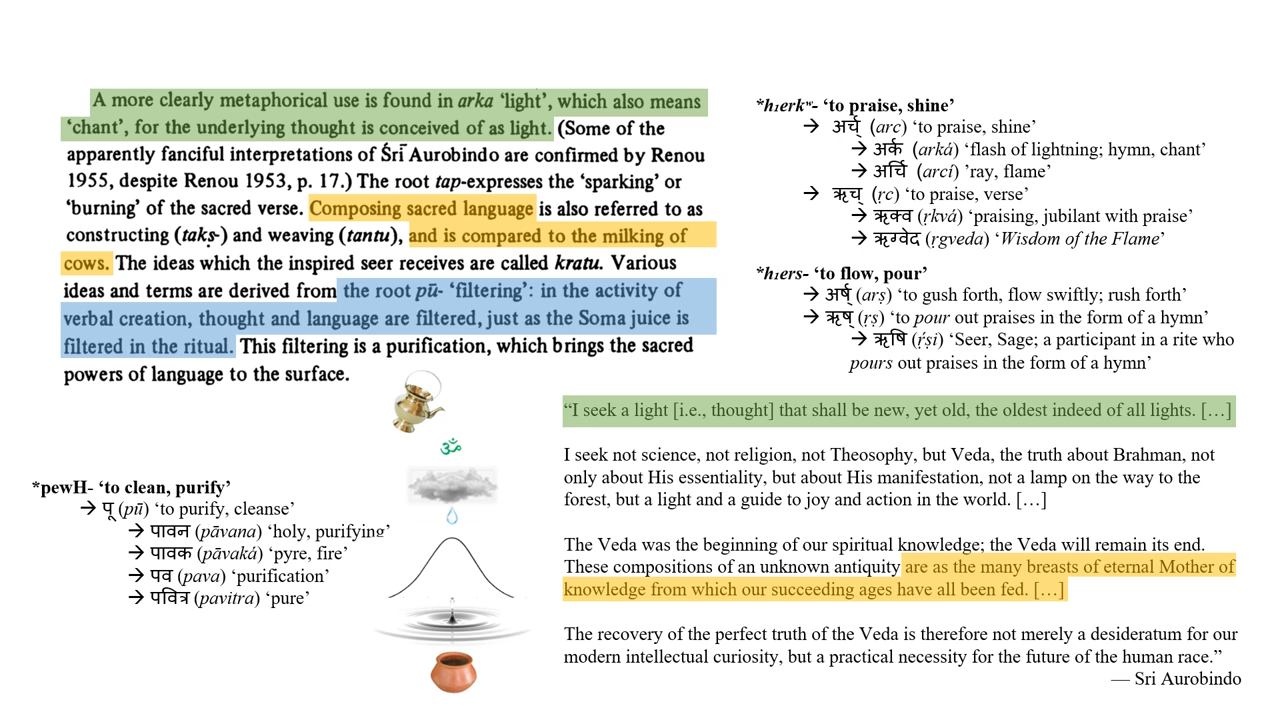 A more clearly metaphorical use is found in arka ‘light’, which also means
‘chant’, for the underlying thought is conceived of as light. (Some of the
apparently fanciful interpretations of Śrī Aurobindo are confirmed by Renou
1955, despite Renou 1953, p. 17.) The root tap-expresses the ‘sparking’ or
‘burning’ of the sacred verse. Composing sacred language is also referred to as
constructing (takṣ-) and weaving (tantu), and is compared to the milking of
cows. The ideas which the inspired seer receives are called kratu. Various
ideas and terms are derived from the root pū- ‘filtering’: in the activity of
verbal creation, thought and language are filtered, just as the Soma juice is
filtered in the ritual. This filtering is a purification, which brings the sacred
powers of language to the surface.
*h₁erkʷ- ‘to praise, shine’
→ अर्च् (arc) ‘to praise, shine’
→ अर्क (arká) ‘flash of lightning; hymn, chant’
→ अर्चि (arcí) ’ray, flame’
→ ऋच् (ṛc) ‘to praise, verse’
→ ऋक्व (ṛkvá) ‘praising, jubilant with praise’
→ ऋग्वेद (ṛgveda) ‘Wisdom of the Flame’
*h₁ers- ‘to flow, pour’
→ अर्ष् (arṣ) ‘to gush forth, flow swiftly; rush forth’
→ ऋष् (ṛṣ) ‘to pour out praises in the form of a hymn’
→ ऋषि (ṛ́ṣi) ‘Seer, Sage; a participant in a rite who
pours out praises in the form of a hymn’
ॐ
*pewH- ‘to clean, purify’
→ पू (pū) ‘to purify, cleanse’
→ पावन (pāvana) ‘holy, purifying’
→ पावक (pāvaká) ‘pyre, fire’
→ पव (pava) ‘purification’
→ पवित्र (pavitra) ‘pure’
“I seek a light [i.e., thought] that shall be new, yet old, the oldest indeed of all lights. […]
I seek not science, not religion, not Theosophy, but Veda, the truth about Brahman, not
only about His essentiality, but about His manifestation, not a lamp on the way to the
forest, but a light and a guide to joy and action in the world. […]
The Veda was the beginning of our spiritual knowledge; the Veda will remain its end.
These compositions of an unknown antiquity are as the many breasts of eternal Mother of
knowledge from which our succeeding ages have all been fed. […]
The recovery of the perfect truth of the Veda is therefore not merely a desideratum for our
modern intellectual curiosity, but a practical necessity for the future of the human race.”
— Sri Aurobindo